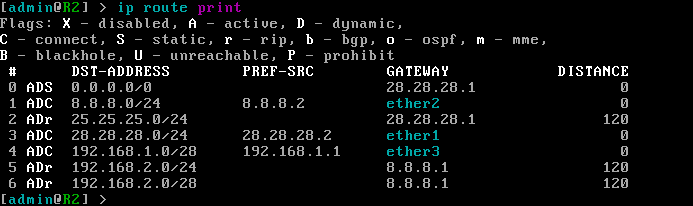 [admin@R2] > ip route print
Flags: X - disabled, A - active, D - dynamic,
C - connect, S - static, r - rip, b - bgp, o - ospf, m - mme,
B - blackhole, U - unreachable, P - prohibit
 #      DST-ADDRESS        PREF-SRC        GATEWAY            DISTANCE
 0 ADS  0.0.0.0/0                          28.28.28.1                0
 1 ADC  8.8.8.0/24         8.8.8.2         ether2                    0
 2 ADr  25.25.25.0/24                      28.28.28.1              120
 3 ADC  28.28.28.0/24      28.28.28.2      ether1                    0
 4 ADC  192.168.1.0/28     192.168.1.1     ether3                    0
 5 ADr  192.168.2.0/24                     8.8.8.1                 120
 6 ADr  192.168.2.0/28                     8.8.8.1                 120
[admin@R2] >